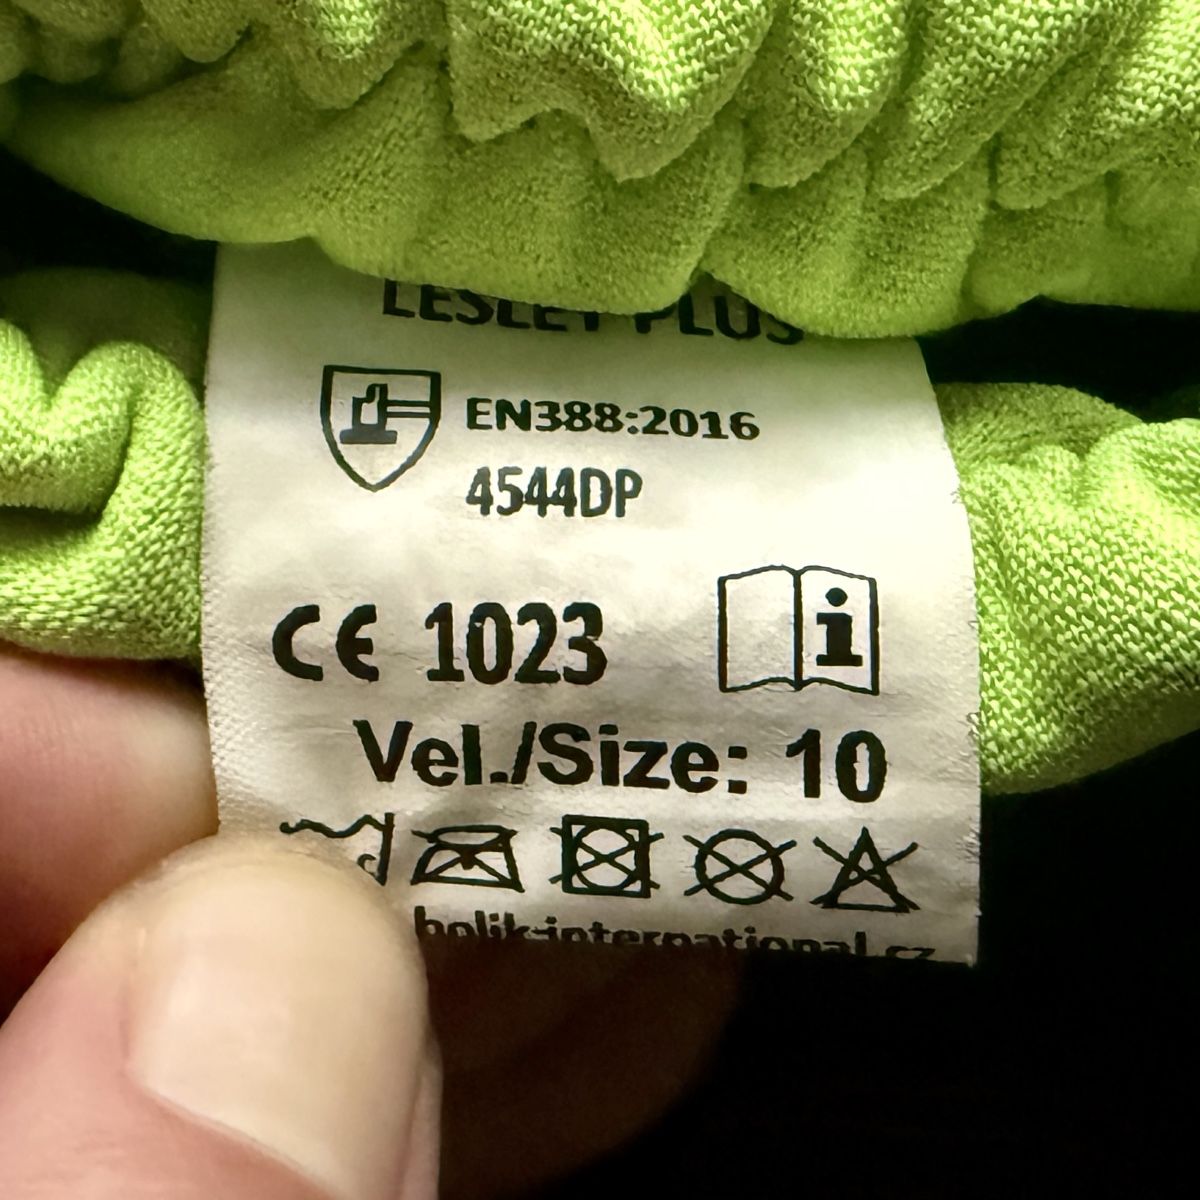 LESLEY PLUS
EN388:2016
4544DP
CE 1023
i
Vel./Size: 10
holik-international.cz